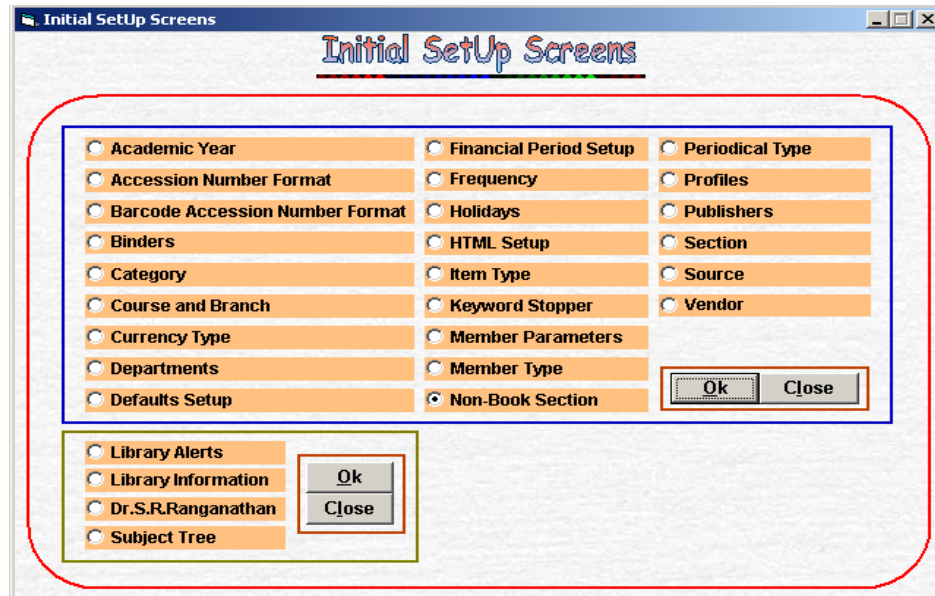 Initial SetUp Screens
Initial SetUp Screens
Academic Year
Accession Number Format
Barcode Accession Number Format
Binders
Category
Course and Branch
Currency Type
Departments
Defaults Setup
Financial Period Setup
Frequency
Holidays
HTML Setup
Item Type
Keyword Stopper
Member Parameters
Member Type
Non-Book Section
Periodical Type
Profiles
Publishers
Section
Source
Vendor
Ok
Close
Library Alerts
Library Information
Dr.S.R.Ranganathan
Subject Tree
Ok
Close